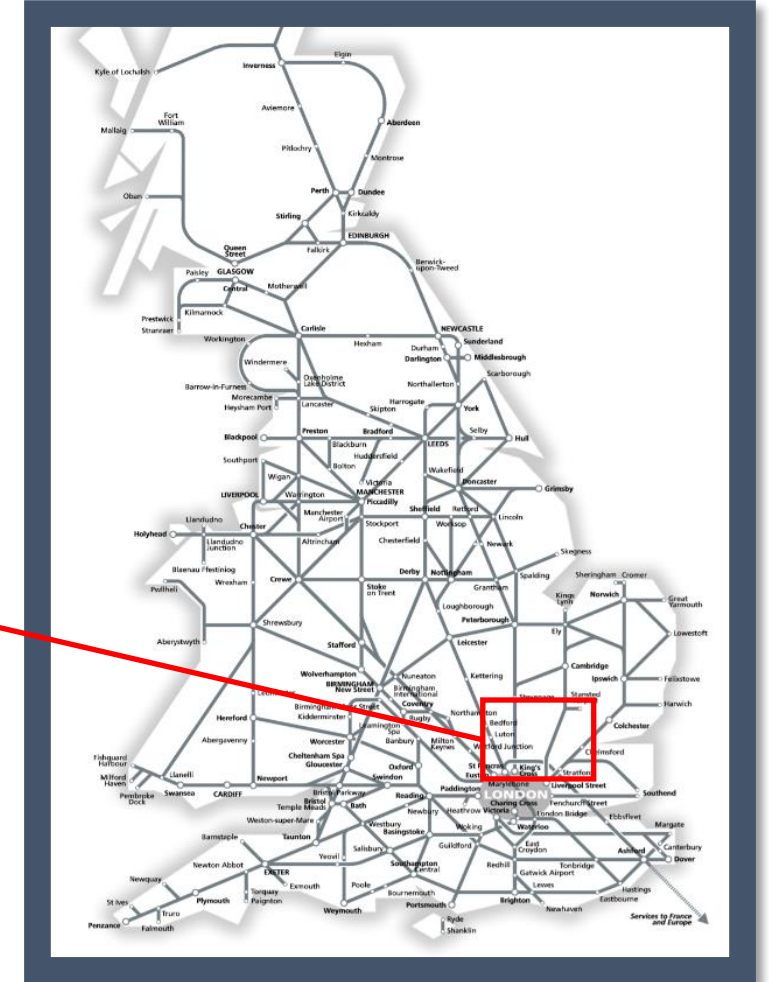 Elgin
Inverness
Kyle of Lochalsh
Aviemore
Fort
William
Aberdeen
Mallaig
Pitlochry
Montrose
Perth
Dundee
Oban
Stirling
Kirkcaldy
EDINBURGH
Queen
Street
Falkirk
Berwick-
upon-Tweed
Paisley
GLASGOW
Central
Motherwell
Prestwick
Kilmarnock
Stranraer
Carlisle
NEWCASTLE
Workington
Hexham
Sunderland
Durham
Darlington
Middlesbrough
Windermere
Oxenholme
Lake District
Scarborough
Barrow-in-Furness
Northallerton
Morecambe
Heysham Port
Lancaster
Harrogate
Skipton
York
Blackpool
Preston
Bradford
Selby
Hull
Blackburn
LEEDS
Huddersfield
Southport
Bolton
Wakefield
Wigan
Victoria
Doncaster
LIVERPOOL
Warrington
MANCHESTER
Piccadilly
Grimsby
Manchester
Airport
Sheffield
Retford
Llandudno
Chester
Stockport
Worksop
Lincoln
Holyhead
Llandudno
Junction
Altrincham
Chesterfield
Newark
Skegness
Blaenau Ffestiniog
Wrexham
Crewe
Derby
Nottingham
Spalding
Sheringham
Cromer
Pwllheli
Stoke
on Trent
Grantham
Kings
Lynn
Norwich
Great
Yarmouth
Loughborough
Shrewsbury
Peterborough
Ely
Lowestoft
Aberystwyth
Stafford
Leicester
Wolverhampton
Nuneaton
Kettering
Cambridge
BIRMINGHAM
New Street
Birmingham
International
Ipswich
Felixstowe
Coventry
Stansted
Harwich
Hereford
Kidderminster
Rugby
Northampton
Bedford
Leamington
Spa
Colchester
Abergavenny
Worcester
Banbury
Milton
Keynes
Luton
Watford Junction
Chelmsford
Fishguard
Harbour
Cheltenham Spa
Gloucester
Oxford
St Pancras
King's
Cross
Milford
Haven
Llanelli
Newport
Swindon
Euston
Stratford
Pembroke
Dock
Swansea
CARDIFF
Bristol Parkway
Reading
Paddington
Marylebone
Liverpool Street
LONDON
Southend
Bristol
Temple Meads
Bath
Newbury
Heathrow
Victoria
Charing Cross
Fenchurch Street
London Bridge
Ebbsfleet
Weston-super-Mare
Westbury
Basingstoke
Woking
Waterloo
Margate
Barnstaple
Taunton
Salisbury
Guildford
East
Croydon
Ashford
Canterbury
Dover
Newton Abbot
Yeovil
Southampton
Central
Redhill
Tonbridge
Gatwick Airport
Newquay
EXETER
Exmouth
Poole
Bournemouth
Lewes
Hastings
Eastbourne
St Ives
Plymouth
Torquay
Paignton
Weymouth
Portsmouth
Brighton
Newhaven
Truro
Penzance
Falmouth
Ryde
Shanklin
Services to France
and Europe